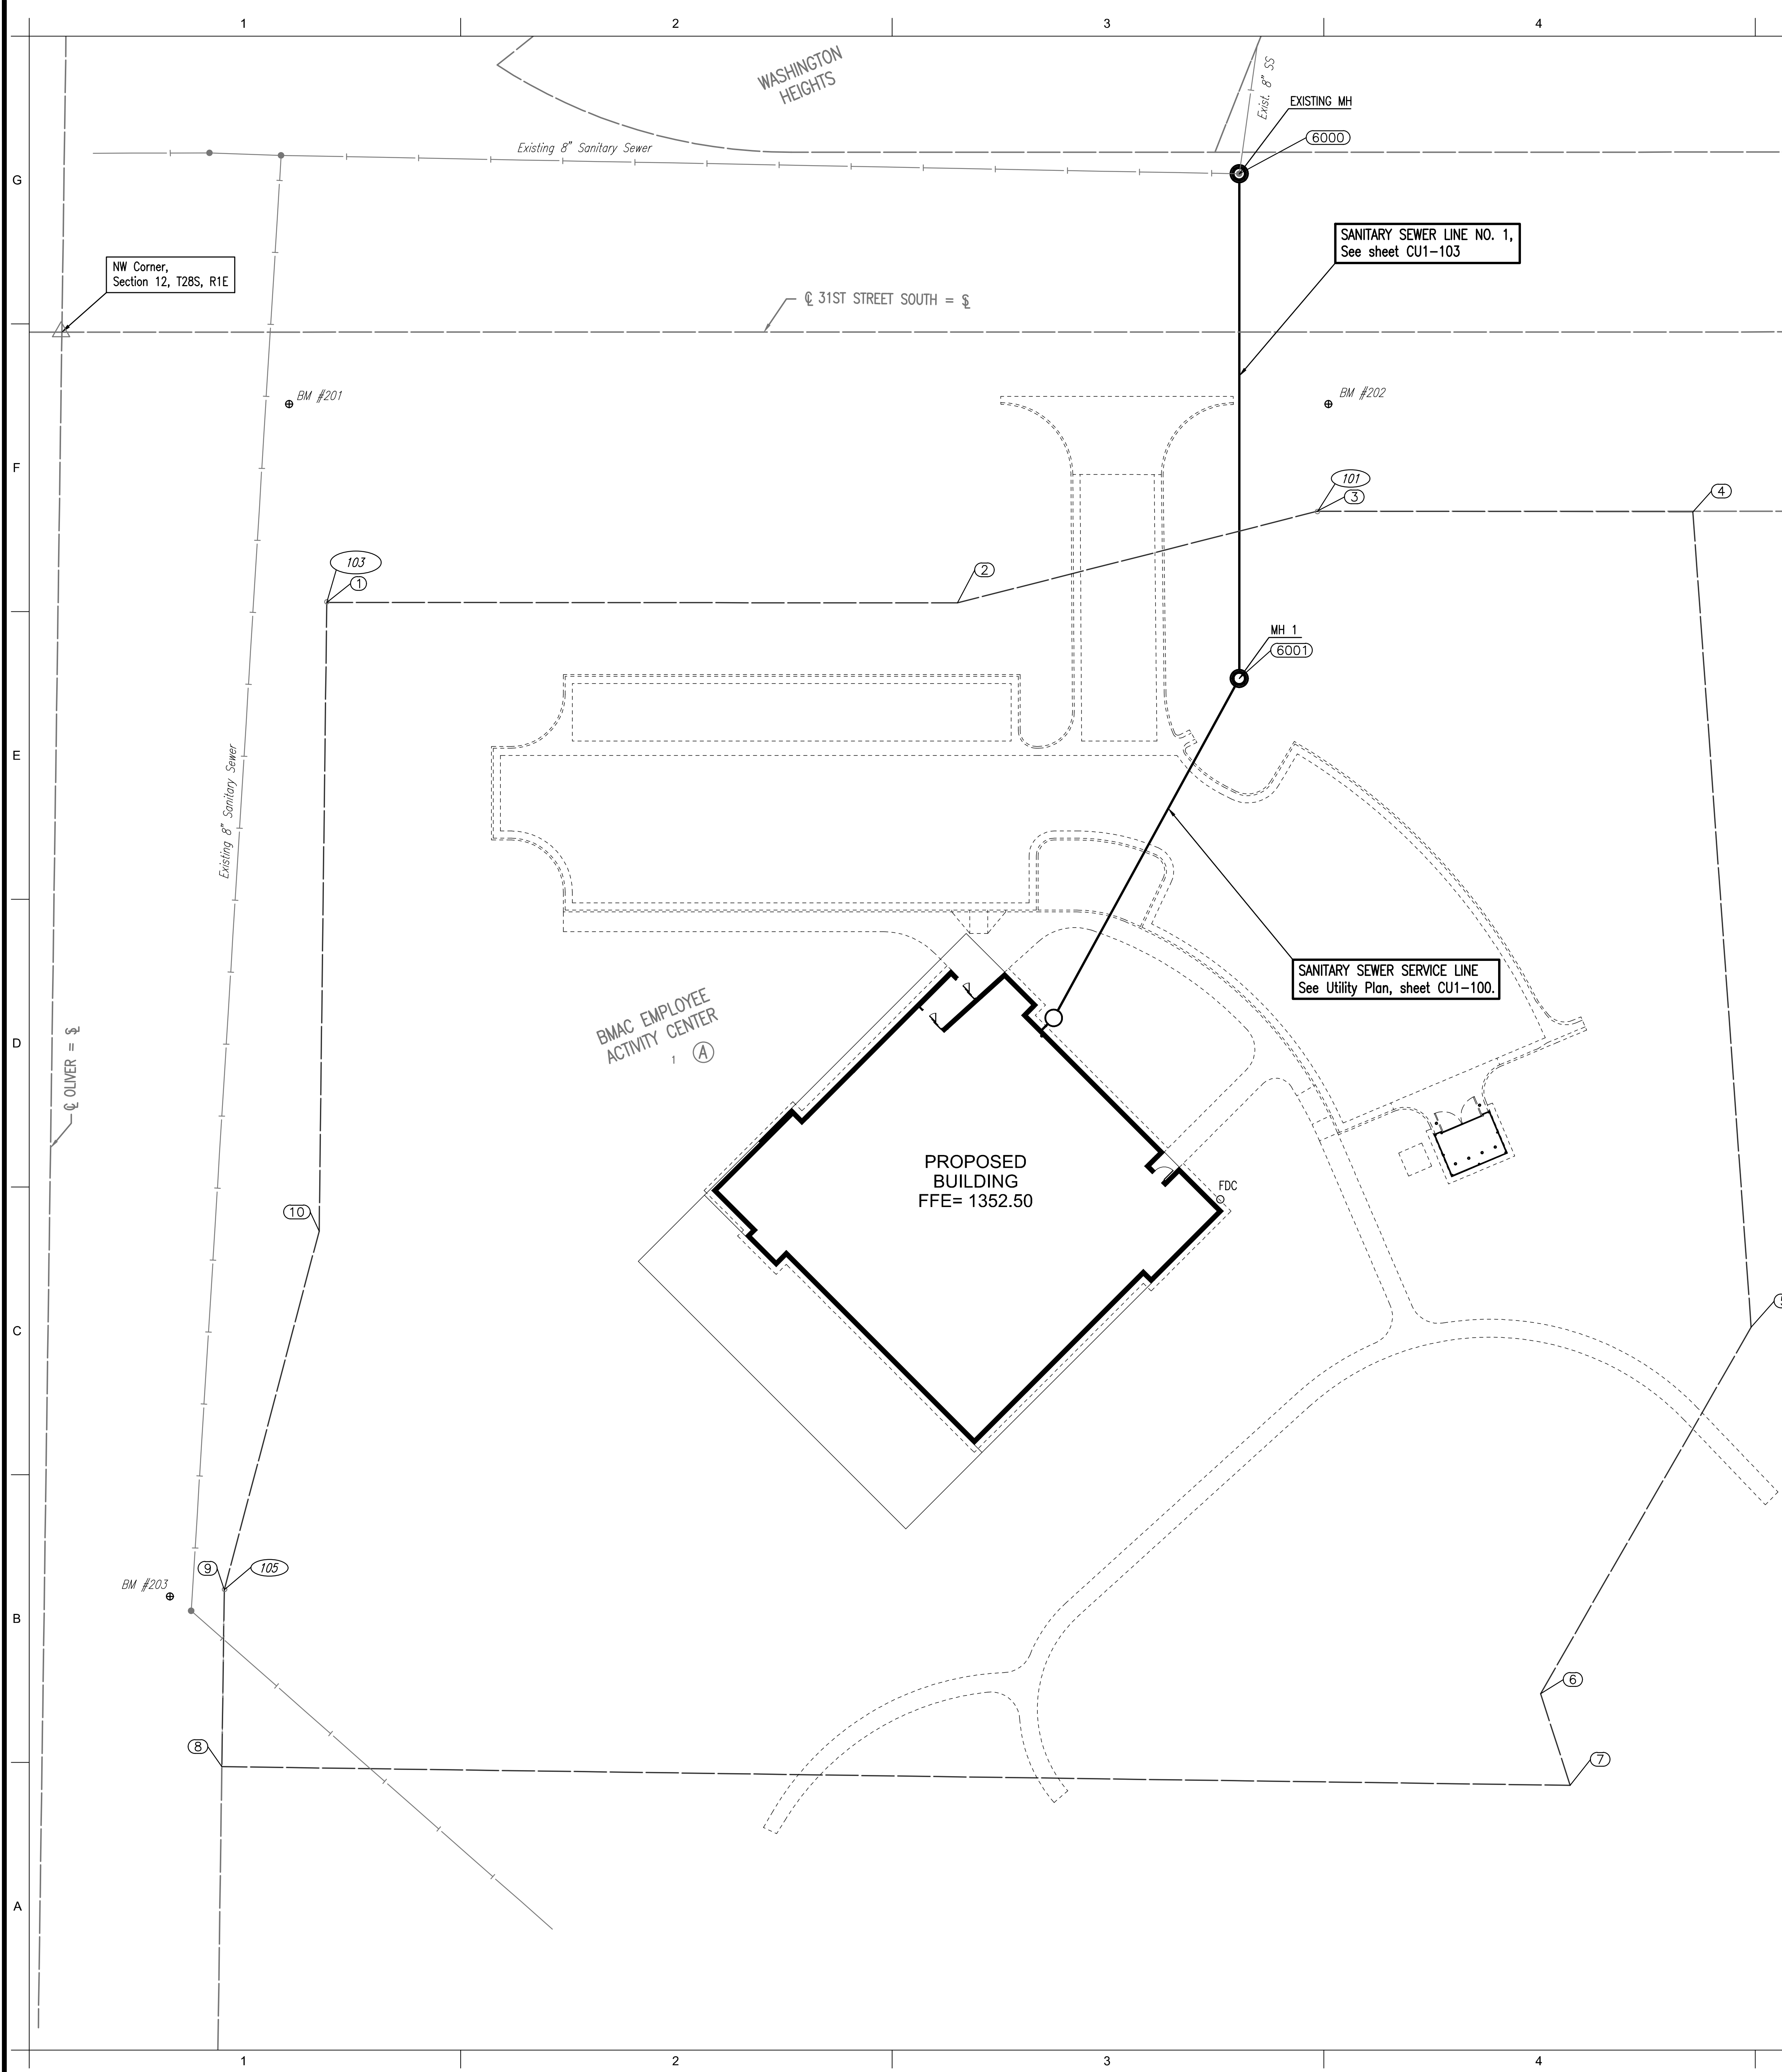 1
2
3
4
WASHINGTON
HEIGHTS
Exist. 8" SS
EXISTING MH
6000
Existing 8" Sanitary Sewer
G
SANITARY SEWER LINE NO. 1,
See sheet CU1-103
NW Corner,
Section 12, T28S, R1E
℄ 31ST STREET SOUTH =
BM #201
BM #202
F
101
3
4
103
1
2
MH 1
6001
E
Existing 8" Sanitary Sewer
SANITARY SEWER SERVICE LINE
See Utility Plan, sheet CU1-100.
BMAC EMPLOYEE
ACTIVITY CENTER
1 A
D
℄ OLIVER =
PROPOSED
BUILDING
FFE= 1352.50
FDC
10
C
9
105
BM #203
B
6
8
7
A
1
2
3
4